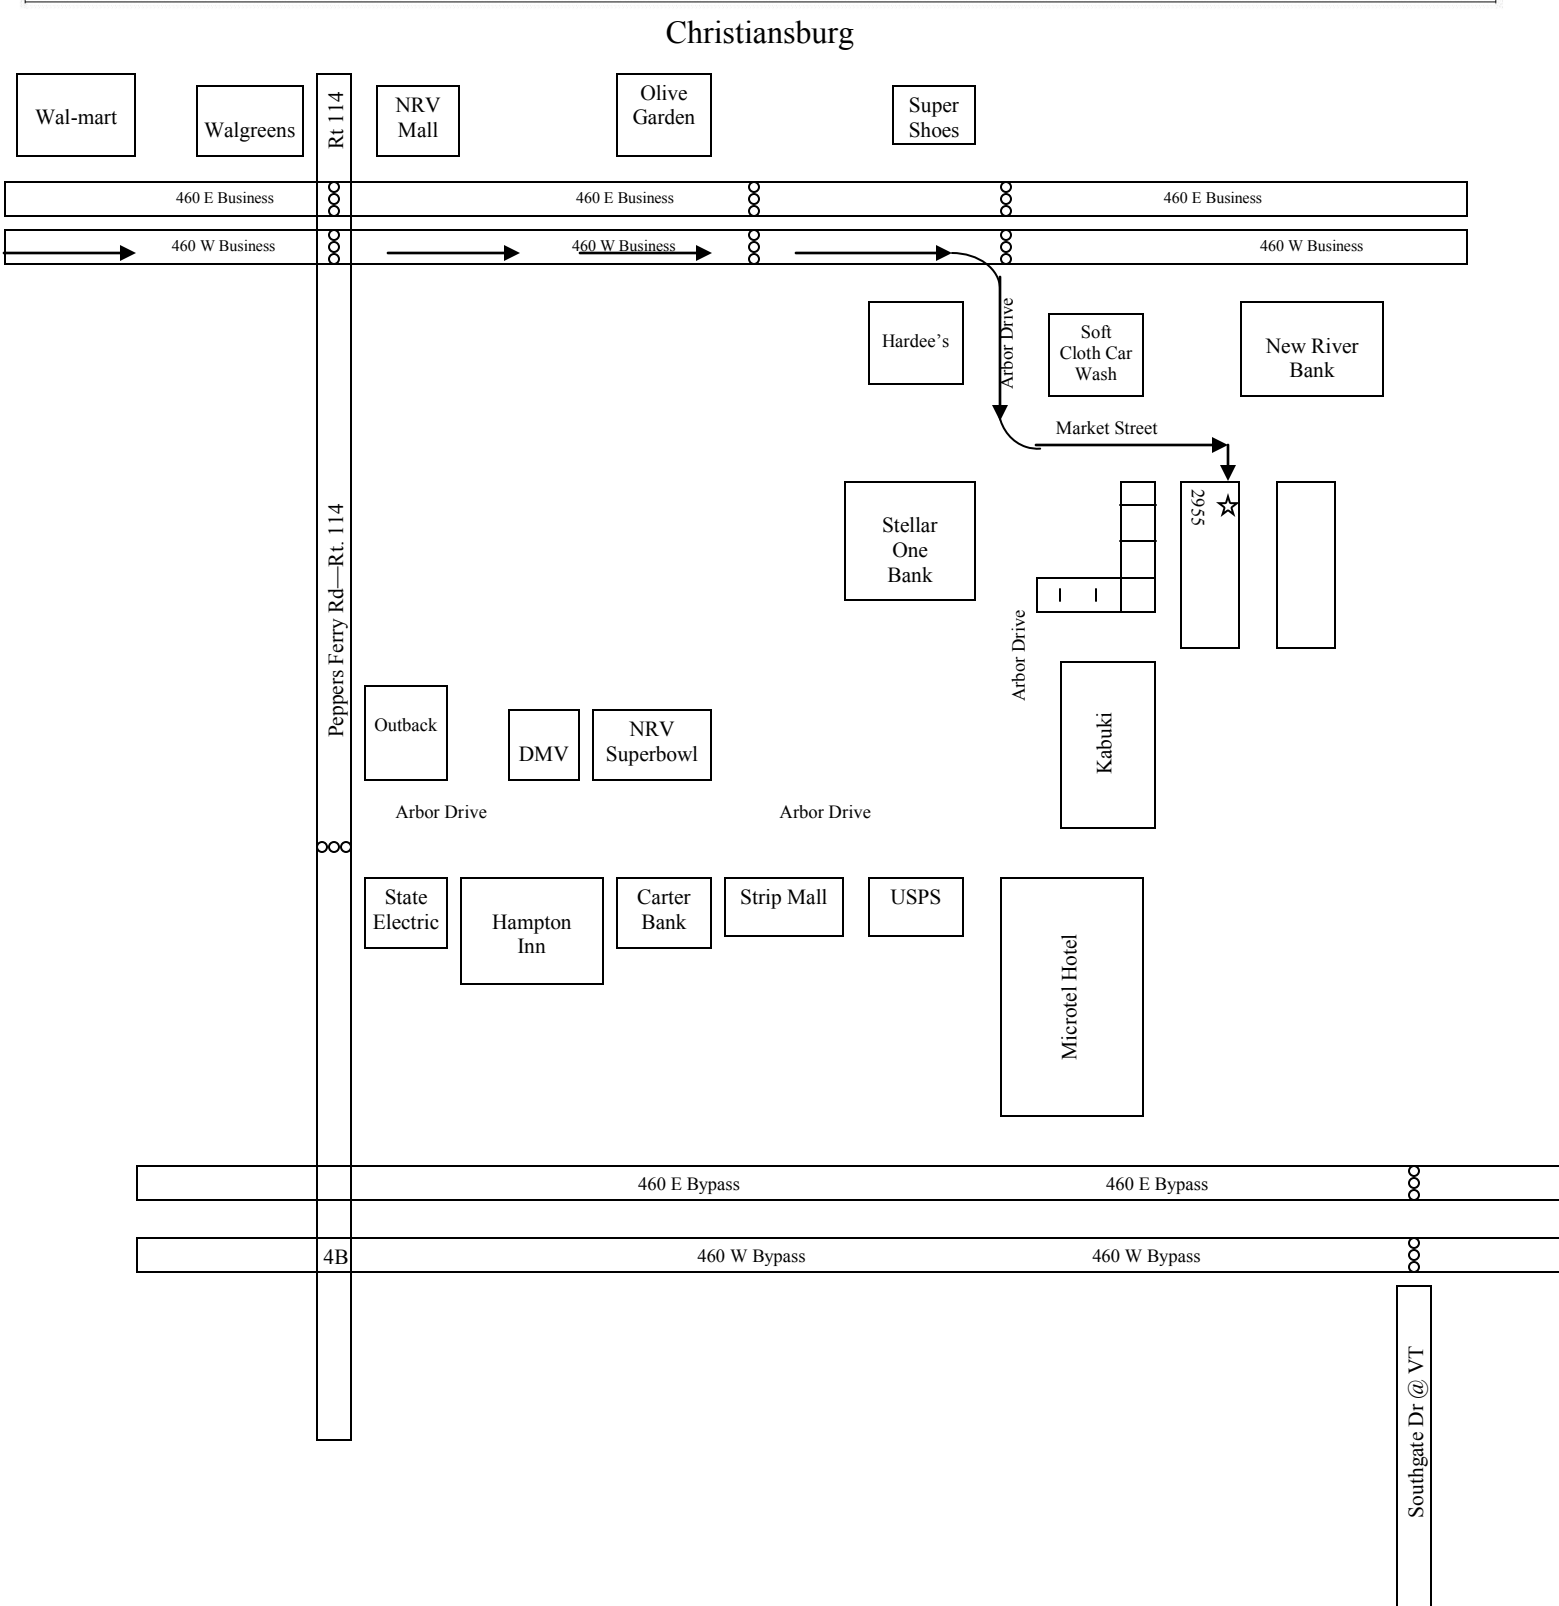 Christiansburg
Wal-mart
Walgreens
Rt 114
NRV
Mall
Olive
Garden
Super
Shoes
460 E Business
460 E Business
460 E Business
460 W Business
460 W Business
460 W Business
Hardee’s
Arbor Drive
Soft
Cloth Car
Wash
New River
Bank
Market Street
Stellar
One
Bank
2955
Peppers Ferry Rd—Rt. 114
Arbor Drive
Outback
DMV
NRV
Superbowl
Kabuki
Arbor Drive
Arbor Drive
State
Electric
Hampton
Inn
Carter
Bank
Strip Mall
USPS
Microtel Hotel
460 E Bypass
460 E Bypass
4B
460 W Bypass
460 W Bypass
Southgate Dr @ VT